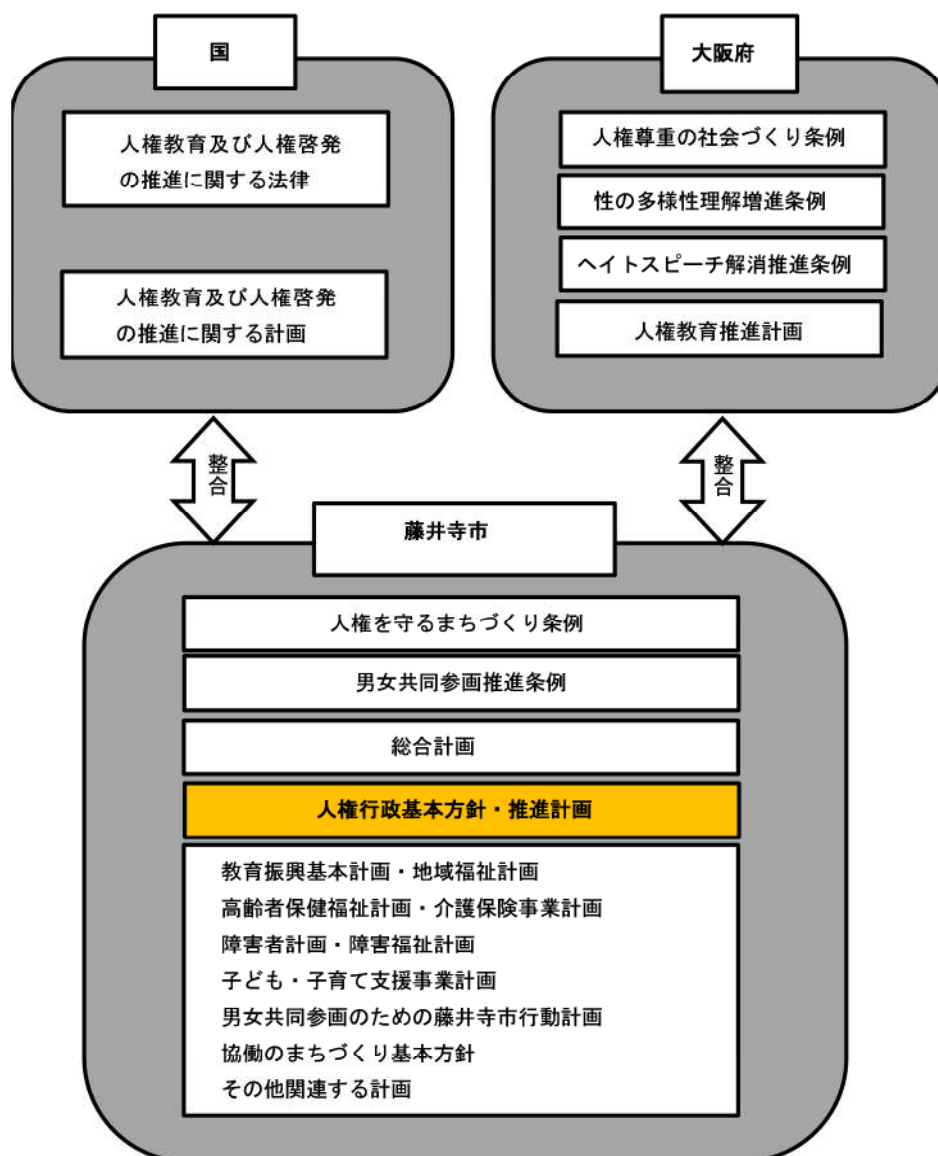 国
人権教育及び人権啓発
の推進に関する法律
人権教育及び人権啓発
の推進に関する計画
大阪府
人権尊重の社会づくり条例
性の多様性理解増進条例
ヘイトスピーチ解消推進条例
人権教育推進計画
整合
整合
藤井寺市
人権を守るまちづくり条例
男女共同参画推進条例
総合計画
人権行政基本方針・推進計画
教育振興基本計画・地域福祉計画
高齢者保健福祉計画・介護保険事業計画
障害者計画・障害福祉計画
子ども・子育て支援事業計画
男女共同参画のための藤井寺市行動計画
協働のまちづくり基本方針
その他関連する計画